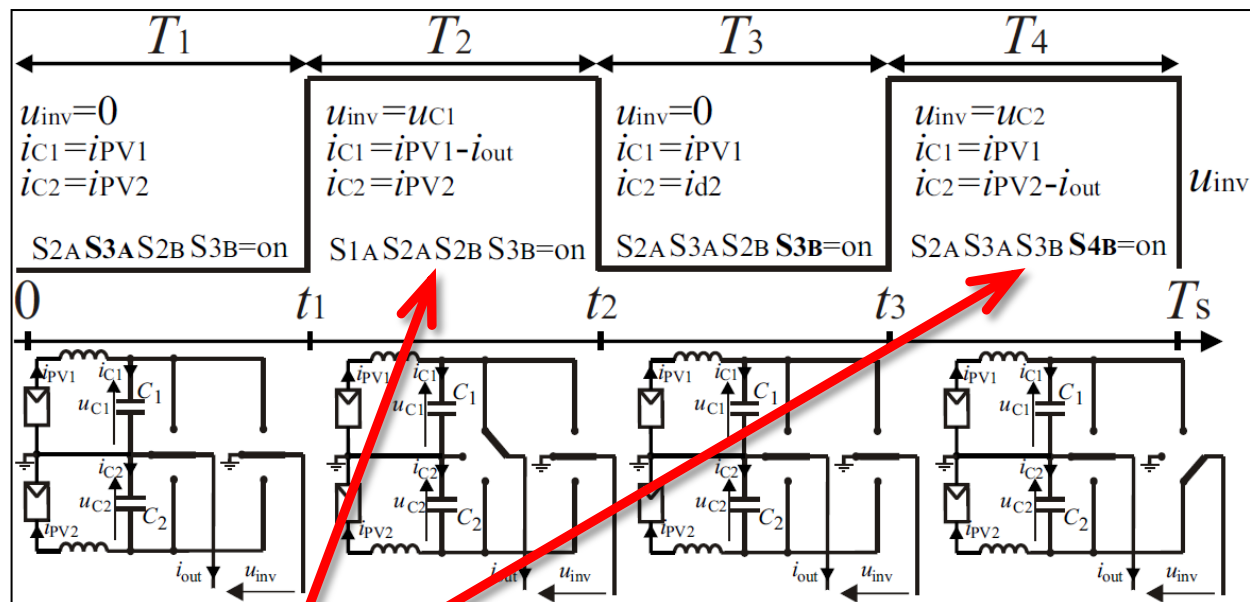 T1 T2 T3 T4
uinv=0
iC1=iPV1
iC2=iPV2
S2A S3A S2B S3B=on
uinv=uC1
iC1=iPV1-iout
iC2=iPV2
S1A S2A S2B S3B=on
uinv=0
iC1=iPV1
iC2=id2
S2A S3A S2B S3B=on
uinv=uC2
iC1=iPV1
iC2=iPV2-iout
S2A S3A S3B S4B=on
uinv
0 t1 t2 t3 Ts
iPV1 iC1 C1
uC1
iC2
uC2 C2
iPV2
iout uinv
iPV1 iC1 C1
uC1
iC2
uC2 C2
iPV2
iout uinv
iPV1 iC1 C1
uC1
iC2
uC2 C2
iPV2
iout uinv
iPV1 iC1 C1
uC1
iC2
uC2 C2
iPV2
iout uinv